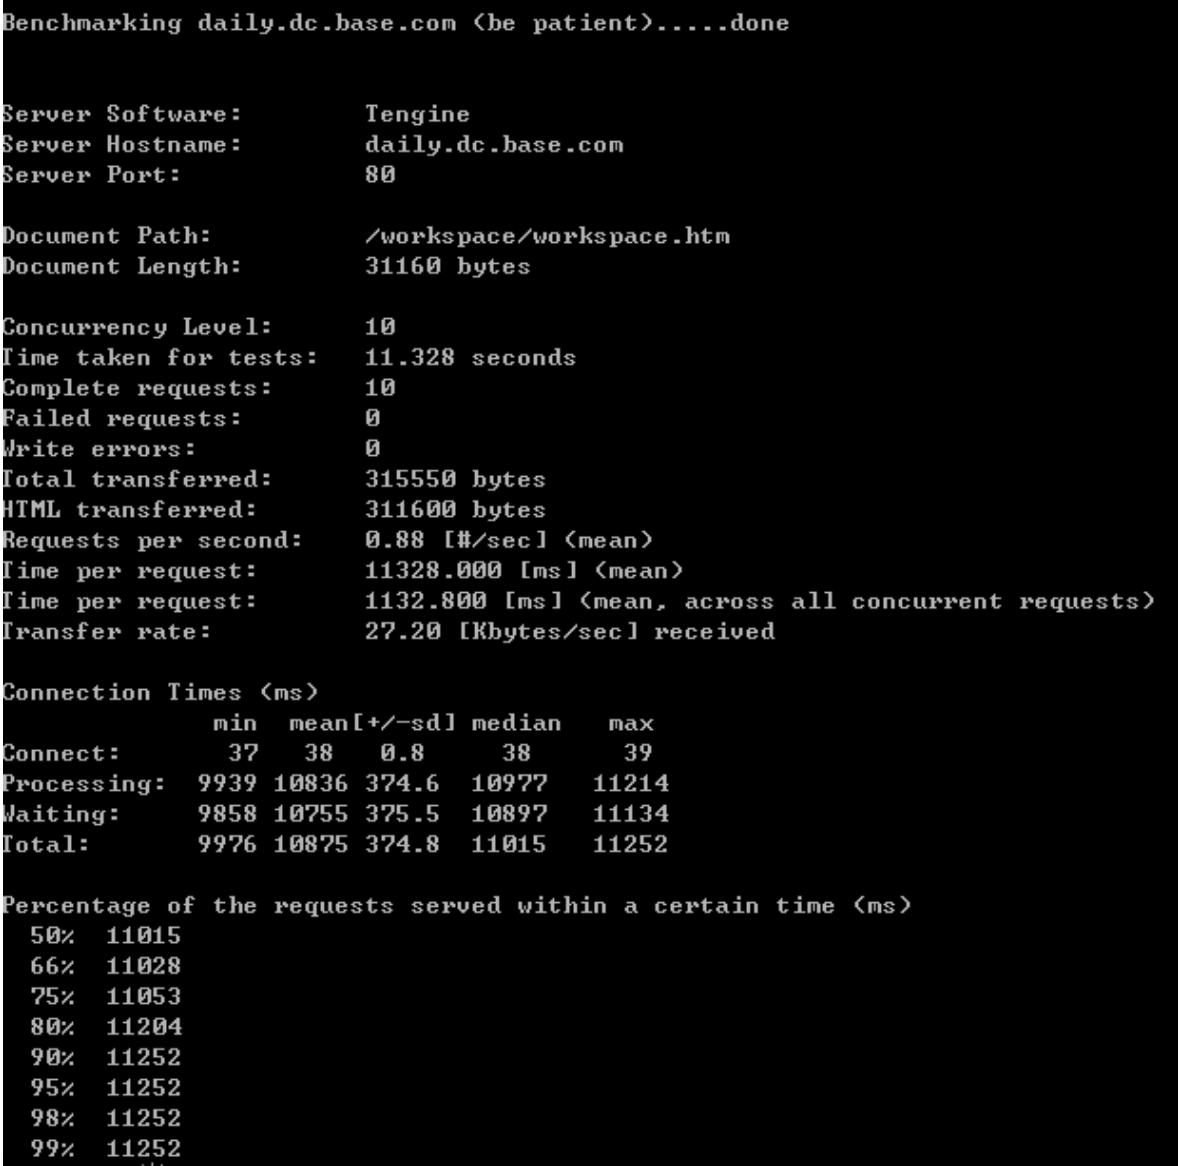 Benchmarking daily.dc.base.com (be patient).....done
Server Software: Tengine
Server Hostname: daily.dc.base.com
Server Port: 80
Document Path: /workspace/workspace.htm
Document Length: 31160 bytes
Concurrency Level: 10
Time taken for tests: 11.328 seconds
Complete requests: 10
Failed requests: 0
Write errors: 0
Total transferred: 315550 bytes
HTML transferred: 311600 bytes
Requests per second: 0.88 [#/sec] (mean)
Time per request: 11328.000 [ms] (mean)
Time per request: 1132.800 [ms] (mean, across all concurrent requests)
Transfer rate: 27.20 [Kbytes/sec] received
Connection Times (ms)
min mean[+/-sd] median max
Connect: 37 38 0.8 38 39
Processing: 9939 10836 374.6 10977 11214
Waiting: 9858 10755 375.5 10897 11134
Total: 9976 10875 374.8 11015 11252
Percentage of the requests served within a certain time (ms)
50% 11015
66% 11028
75% 11053
80% 11204
90% 11252
95% 11252
98% 11252
99% 11252